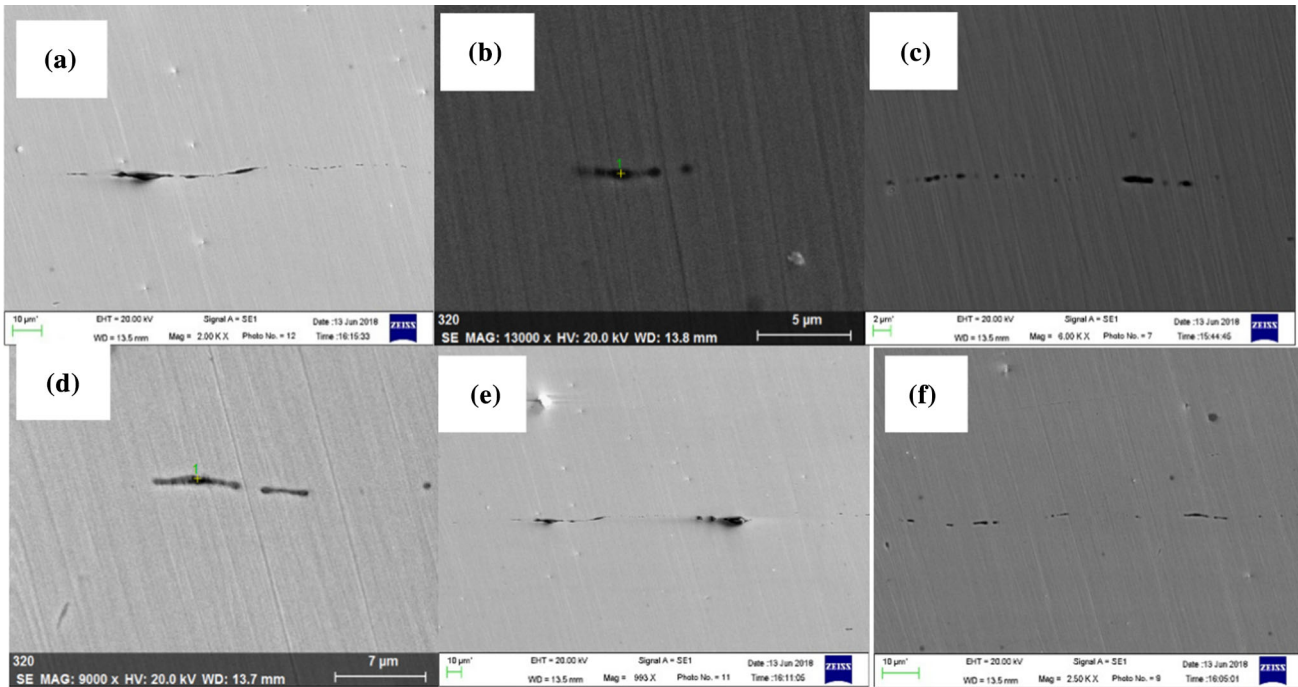 (a)
10 µm*
EHT = 20.00 kV
Signal A = SE1
Date :13 Jun 2018
WD = 13.5 mm
Mag = 2.00 K X
Photo No. = 12
Time :16:15:33
ZEISS
(b)
1
320
SE MAG: 13000 x HV: 20.0 kV WD: 13.8 mm
5 µm
(c)
2 µm*
EHT = 20.00 kV
Signal A = SE1
Date :13 Jun 2018
WD = 13.5 mm
Mag = 6.00 K X
Photo No. = 7
Time :15:44:45
ZEISS
(d)
1
320
SE MAG: 9000 x HV: 20.0 kV WD: 13.7 mm
7 µm
(e)
10 µm*
EHT = 20.00 kV
Signal A = SE1
Date :13 Jun 2018
WD = 13.5 mm
Mag = 993 X
Photo No. = 11
Time :16:11:05
ZEISS
(f)
10 µm*
EHT = 20.00 kV
Signal A = SE1
Date :13 Jun 2018
WD = 13.5 mm
Mag = 2.50 K X
Photo No. = 9
Time :16:05:01
ZEISS